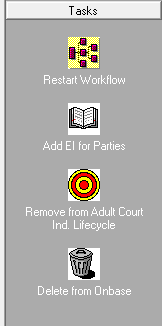 Tasks
Restart Workflow
Add EI for Parties
Remove from Adult Court
Ind. Lifecycle
Delete from Onbase